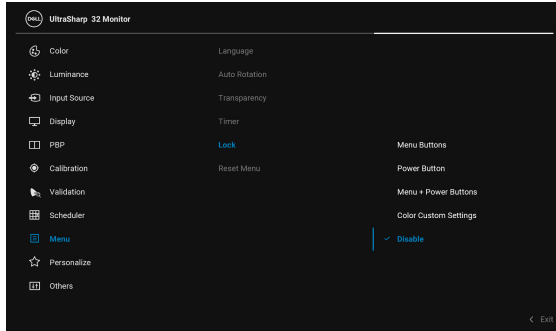 DELL UltraSharp 32 Monitor
Color
Language
Luminance
Auto Rotation
Input Source
Transparency
Display
Timer
PBP
Lock
Menu Buttons
Calibration
Reset Menu
Power Button
Validation
Menu + Power Buttons
Scheduler
Color Custom Settings
Menu
Disable
Personalize
Others
Exit